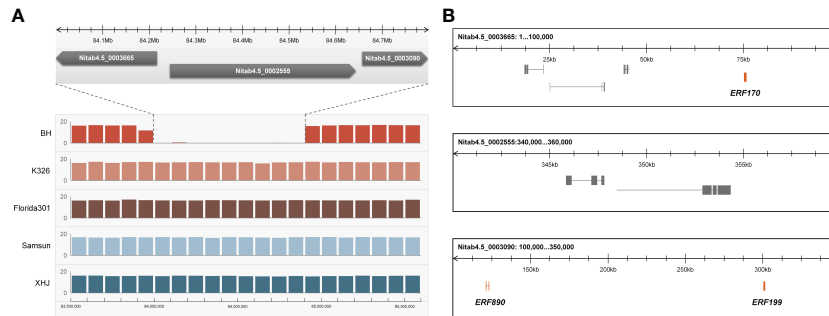 A
84.1Mb 84.2Mb 84.3Mb 84.4Mb 84.5Mb 84.6Mb 84.7Mb
Nitab4.5_0003665
Nitab4.5_0003090
Nitab4.5_0002555
20
BH
0
20
K326
0
20
Florida301
0
20
Samsun
0
20
XHJ
0
B
Nitab4.5_0003665: 1...100,000
25kb 50kb 75kb
ERF170
Nitab4.5_0002555:340,000...360,000
345kb 350kb 355kb
Nitab4.5_0003090: 100,000...350,000
150kb 200kb 250kb 300kb
ERF890 ERF199